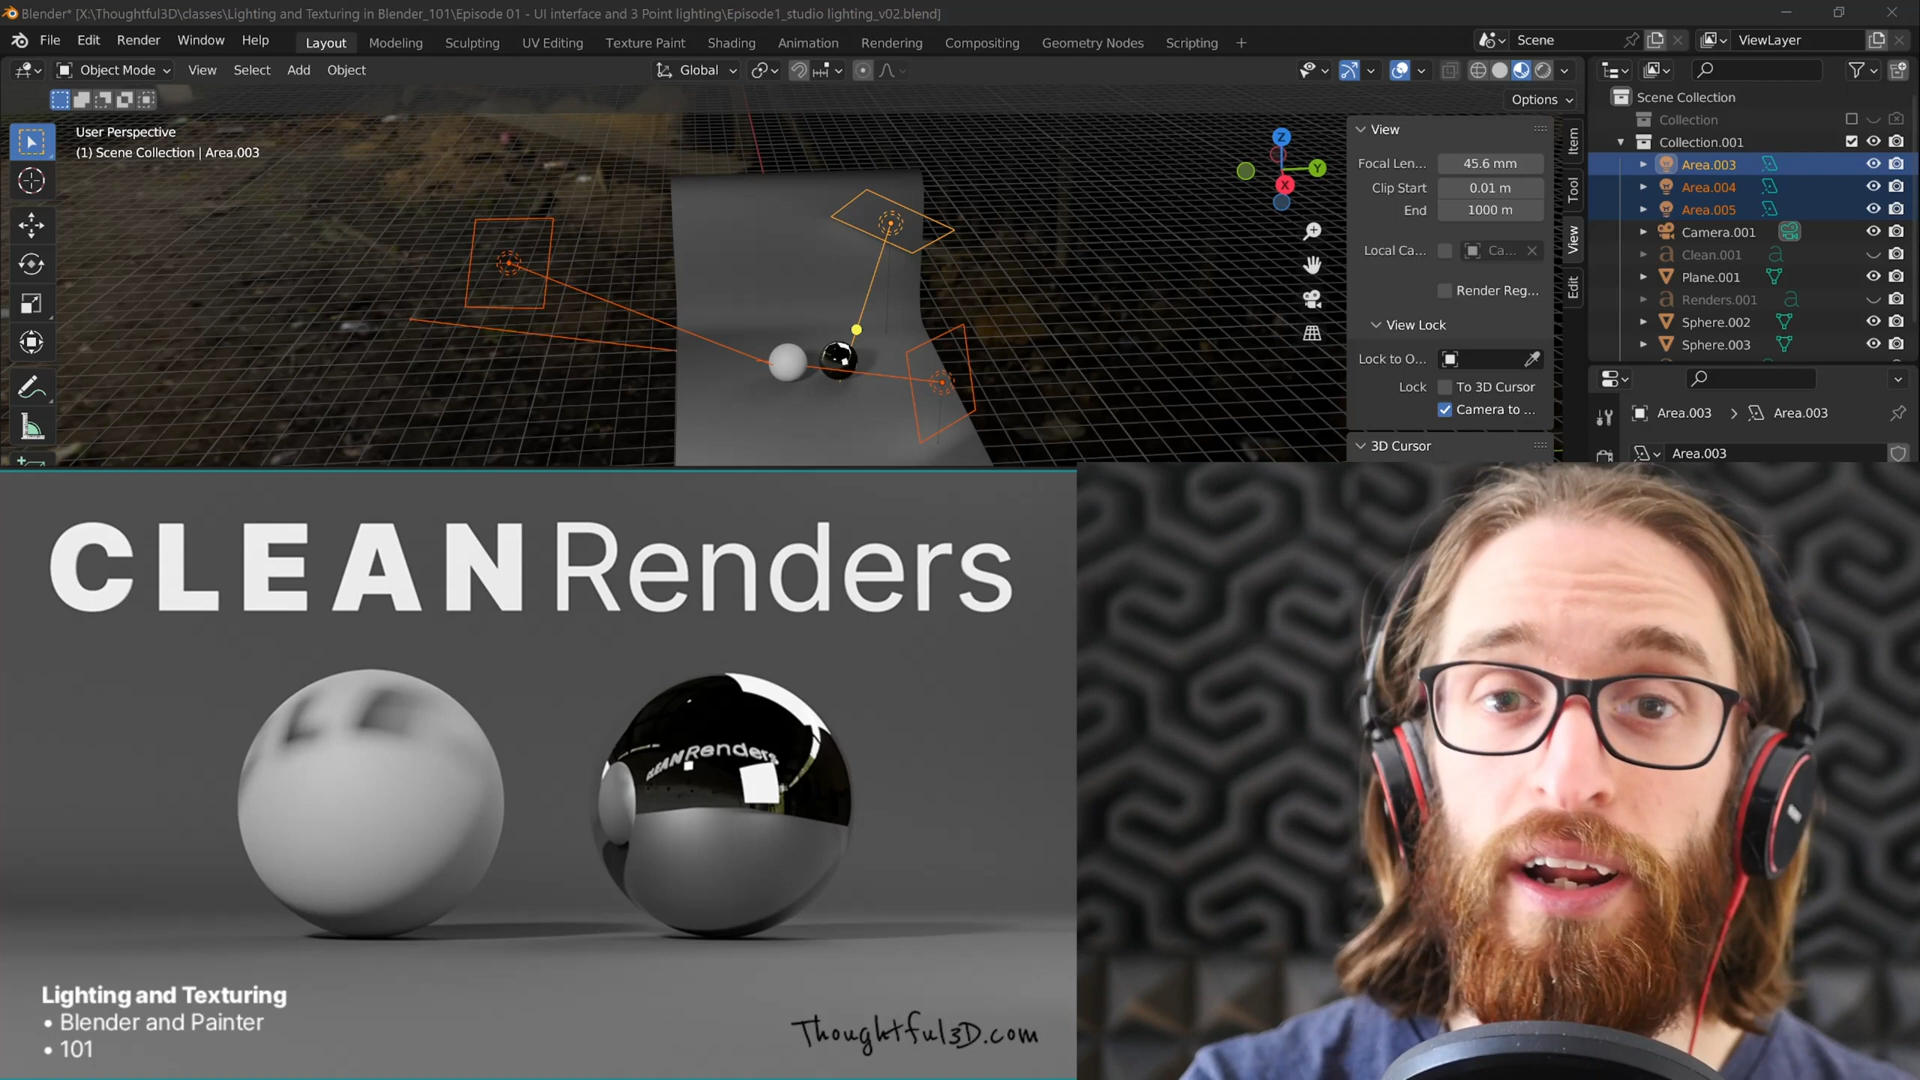 Blender* [X:\Thoughtful3D\classes\Lighting and Texturing in Blender_101\Episode 01 - UI interface and 3 Point lighting\Episode1_studio lighting_v02.blend]
File Edit Render Window Help Layout Modeling Sculpting UV Editing Texture Paint Shading Animation Rendering Compositing Geometry Nodes Scripting + Scene ViewLayer
Object Mode View Select Add Object Global
Options
User Perspective
(1) Scene Collection | Area.003
Z
Y
X
View
Focal Len... 45.6 mm
Clip Start 0.01 m
End 1000 m
Local Ca... Ca...
Render Reg...
View Lock
Lock to O...
Lock To 3D Cursor
Camera to ...
3D Cursor
Item
Tool
View
Edit
Scene Collection
Collection
Collection.001
Area.003
Area.004
Area.005
Camera.001
Clean.001
Plane.001
Renders.001
Sphere.002
Sphere.003
Area.003 > Area.003
Area.003
CLEAN Renders
CLEAN Renders
Lighting and Texturing
• Blender and Painter
• 101
Thoughtful3D.com